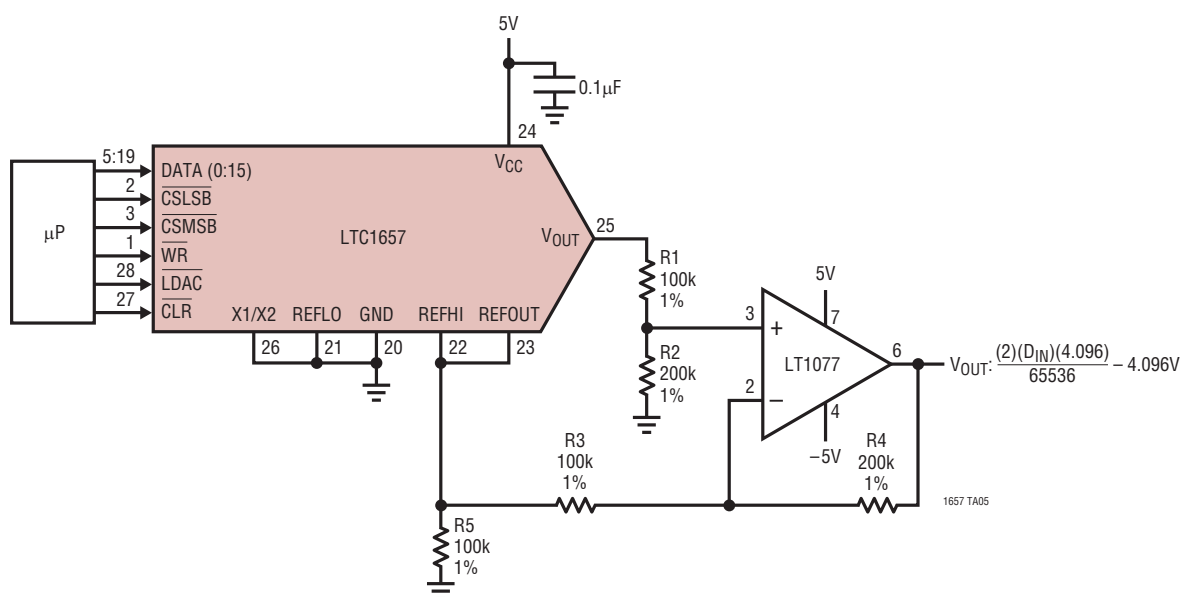 5V
0.1µF
24
VCC
5:19
DATA (0:15)
2
CSLSB
3
CSMSB
µP
1
WR
28
LDAC
27
CLR
LTC1657
VOUT
25
X1/X2
REFLO
GND
REFHI
REFOUT
26
21
20
22
23
R1
100k
1%
R2
200k
1%
5V
3
+
7
LT1077
6
2
–
4
–5V
VOUT: (2)(DIN)(4.096)
65536
– 4.096V
R3
100k
1%
R4
200k
1%
R5
100k
1%
1657 TA05